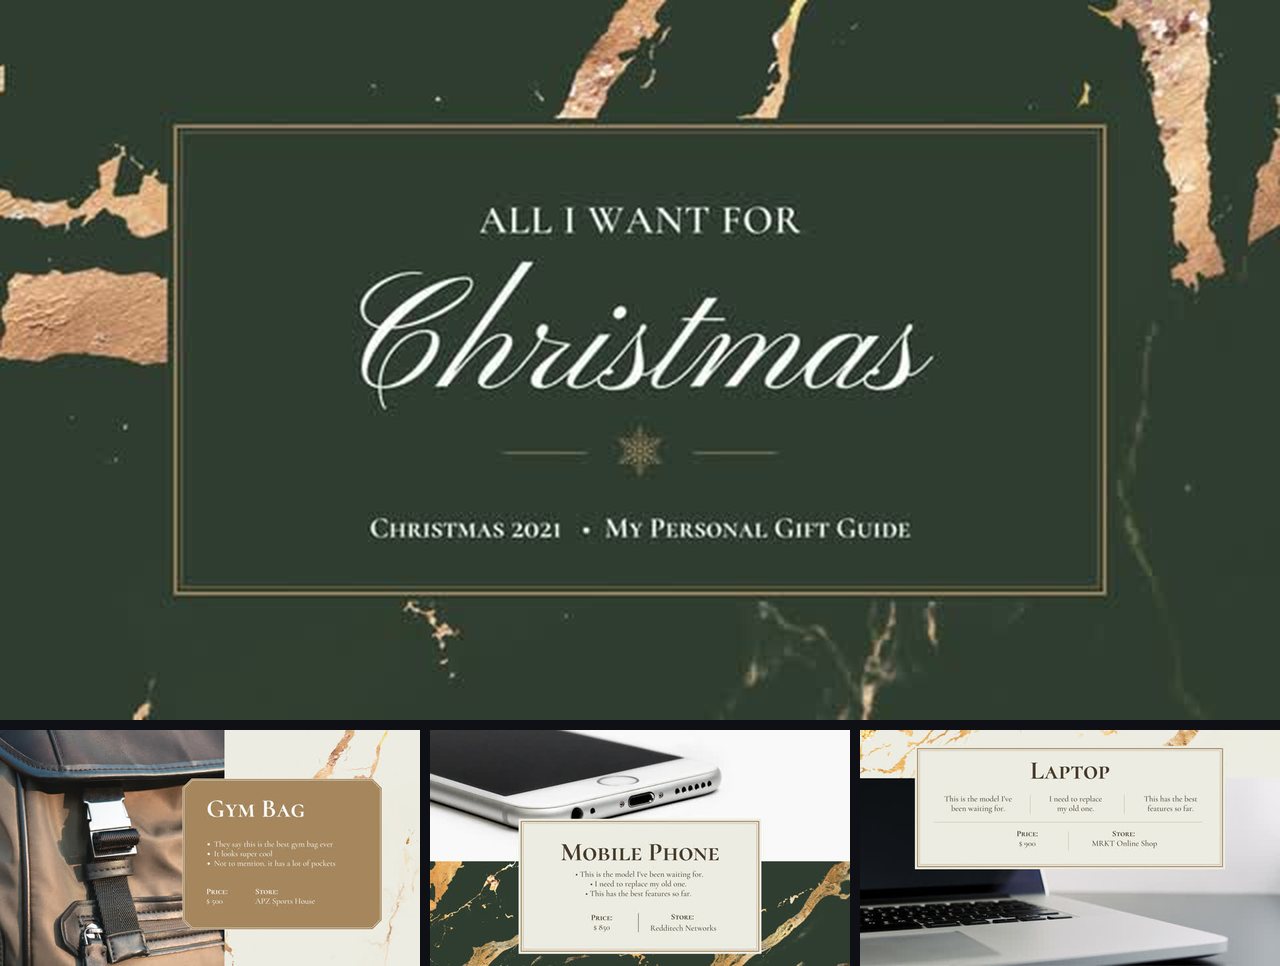 ALL I WANT FOR
Christmas
CHRISTMAS 2021 • MY PERSONAL GIFT GUIDE
GYM BAG
• They say this is the best gym bag ever
• It looks super cool
• Not to mention, it has a lot of pockets
PRICE: STORE:
$ 500 APZ Sports House
MOBILE PHONE
• This is the model I've been waiting for.
• I need to replace my old one.
• This has the best features so far.
PRICE: STORE:
$ 850 Redditech Networks
LAPTOP
This is the model I've been waiting for.
I need to replace my old one.
This has the best features so far.
PRICE: STORE:
$ 900 MRKT Online Shop